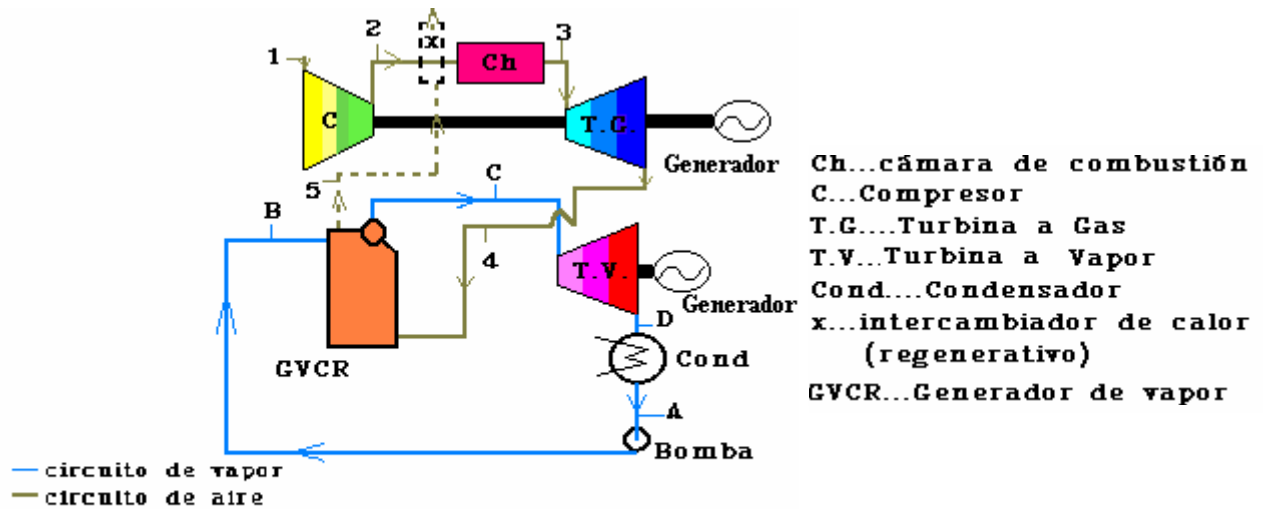 2
x
3
1
Ch
C
T.G.
Generador
5
C
B
4
T.V.
Generador
D
Cond
GVCR
A
Bomba
circuito de vapor
circuito de aire
Ch...cámara de combustión
C...Compresor
T.G....Turbina a Gas
T.V...Turbina a Vapor
Cond....Condensador
x...intercambiador de calor
(regenerativo)
GVCR...Generador de vapor